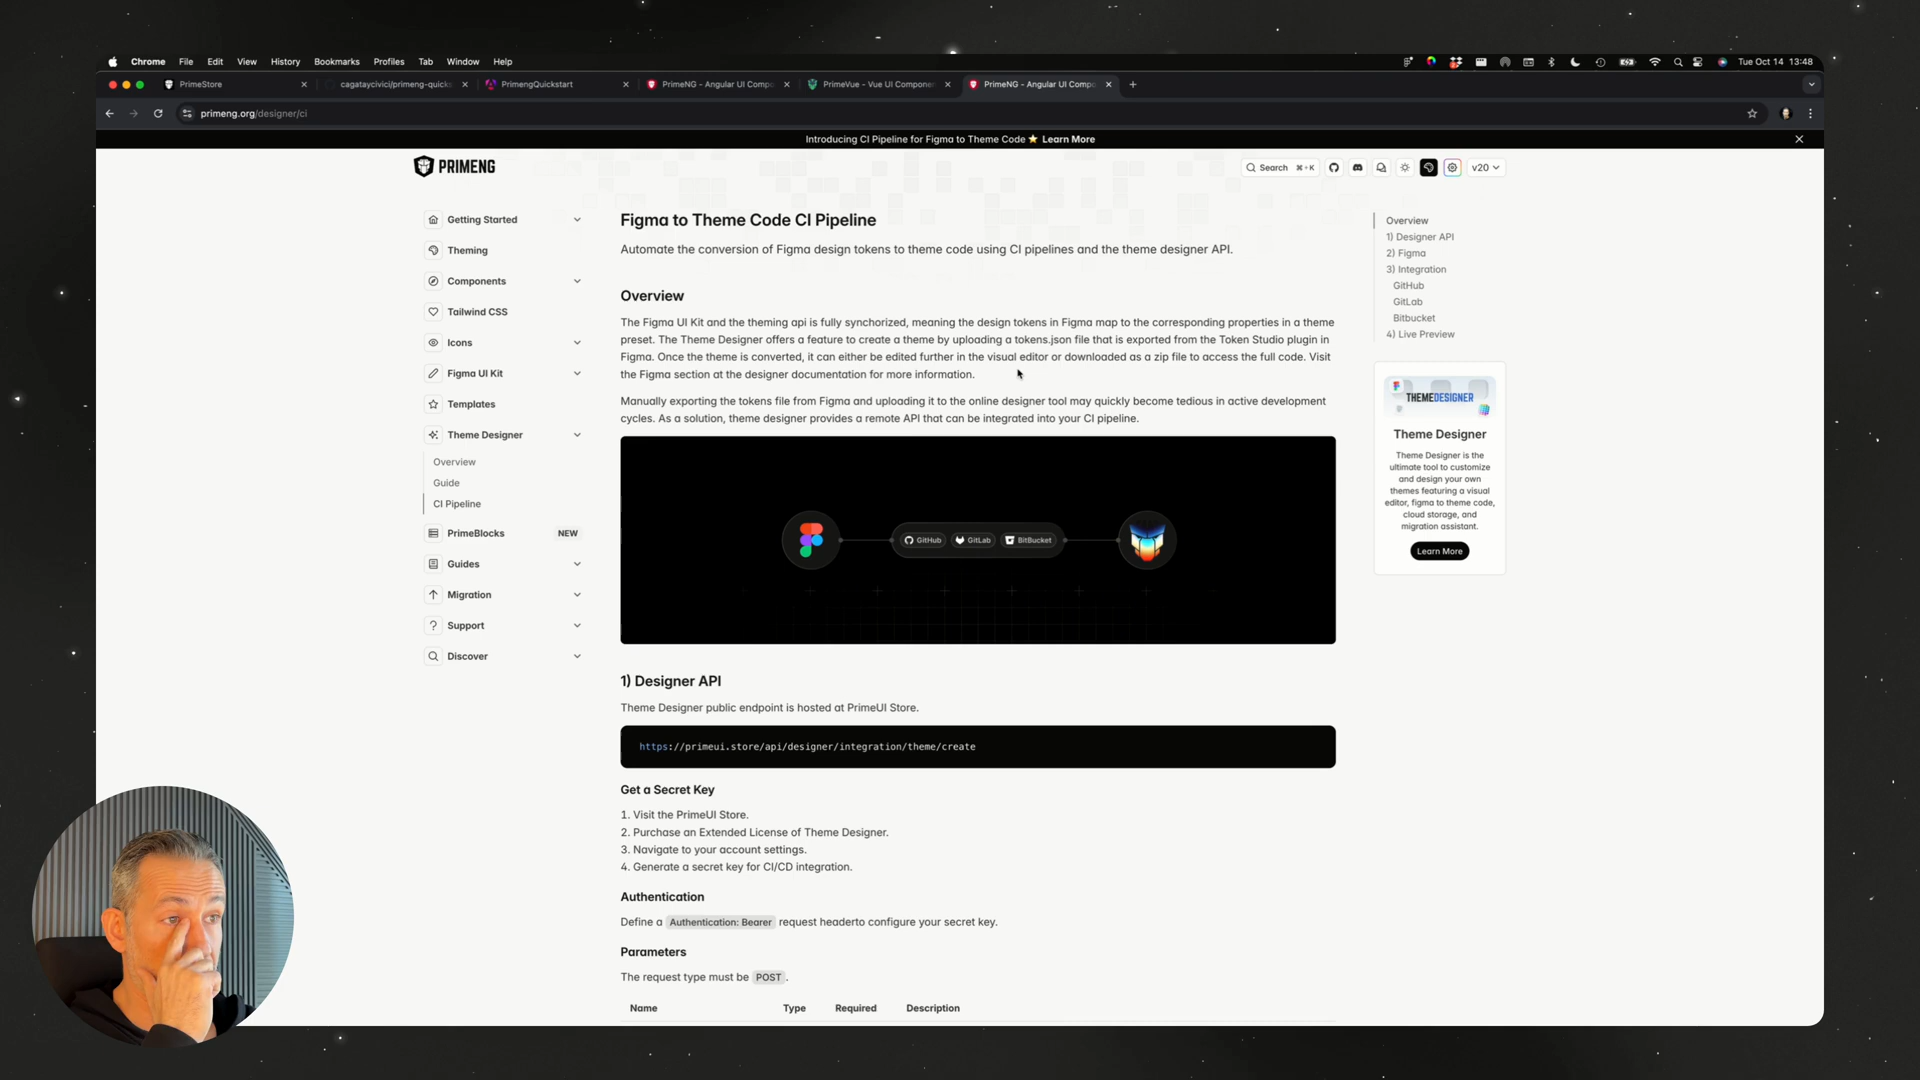 Chrome File Edit View History Bookmarks Profiles Tab Window Help
Tue Oct 14 13:48
PrimeStore
cagataycivici/primeng-quicks
PrimengQuickstart
PrimeNG - Angular UI Compo
PrimeVue - Vue UI Componen
PrimeNG - Angular UI Compo
primeng.org/designer/ci
Introducing CI Pipeline for Figma to Theme Code ⭐ Learn More
PRIMENG
Search ⌘+K
v20
Getting Started
Theming
Components
Tailwind CSS
Icons
Figma UI Kit
Templates
Theme Designer
Overview
Guide
CI Pipeline
PrimeBlocks NEW
Guides
Migration
Support
Discover
Figma to Theme Code CI Pipeline
Automate the conversion of Figma design tokens to theme code using CI pipelines and the theme designer API.
Overview
The Figma UI Kit and the theming api is fully synchorized, meaning the design tokens in Figma map to the corresponding properties in a theme
preset. The Theme Designer offers a feature to create a theme by uploading a tokens.json file that is exported from the Token Studio plugin in
Figma. Once the theme is converted, it can either be edited further in the visual editor or downloaded as a zip file to access the full code. Visit
the Figma section at the designer documentation for more information.
Manually exporting the tokens file from Figma and uploading it to the online designer tool may quickly become tedious in active development
cycles. As a solution, theme designer provides a remote API that can be integrated into your CI pipeline.
GitHub GitLab BitBucket
1) Designer API
Theme Designer public endpoint is hosted at PrimeUI Store.
https://primeui.store/api/designer/integration/theme/create
Get a Secret Key
1. Visit the PrimeUI Store.
2. Purchase an Extended License of Theme Designer.
3. Navigate to your account settings.
4. Generate a secret key for CI/CD integration.
Authentication
Define a Authentication: Bearer request headerto configure your secret key.
Parameters
The request type must be POST .
Name Type Required Description
Overview
1) Designer API
2) Figma
3) Integration
GitHub
GitLab
Bitbucket
4) Live Preview
THEMEDESIGNER
Theme Designer
Theme Designer is the
ultimate tool to customize
and design your own
themes featuring a visual
editor, figma to theme code,
cloud storage, and
migration assistant.
Learn More